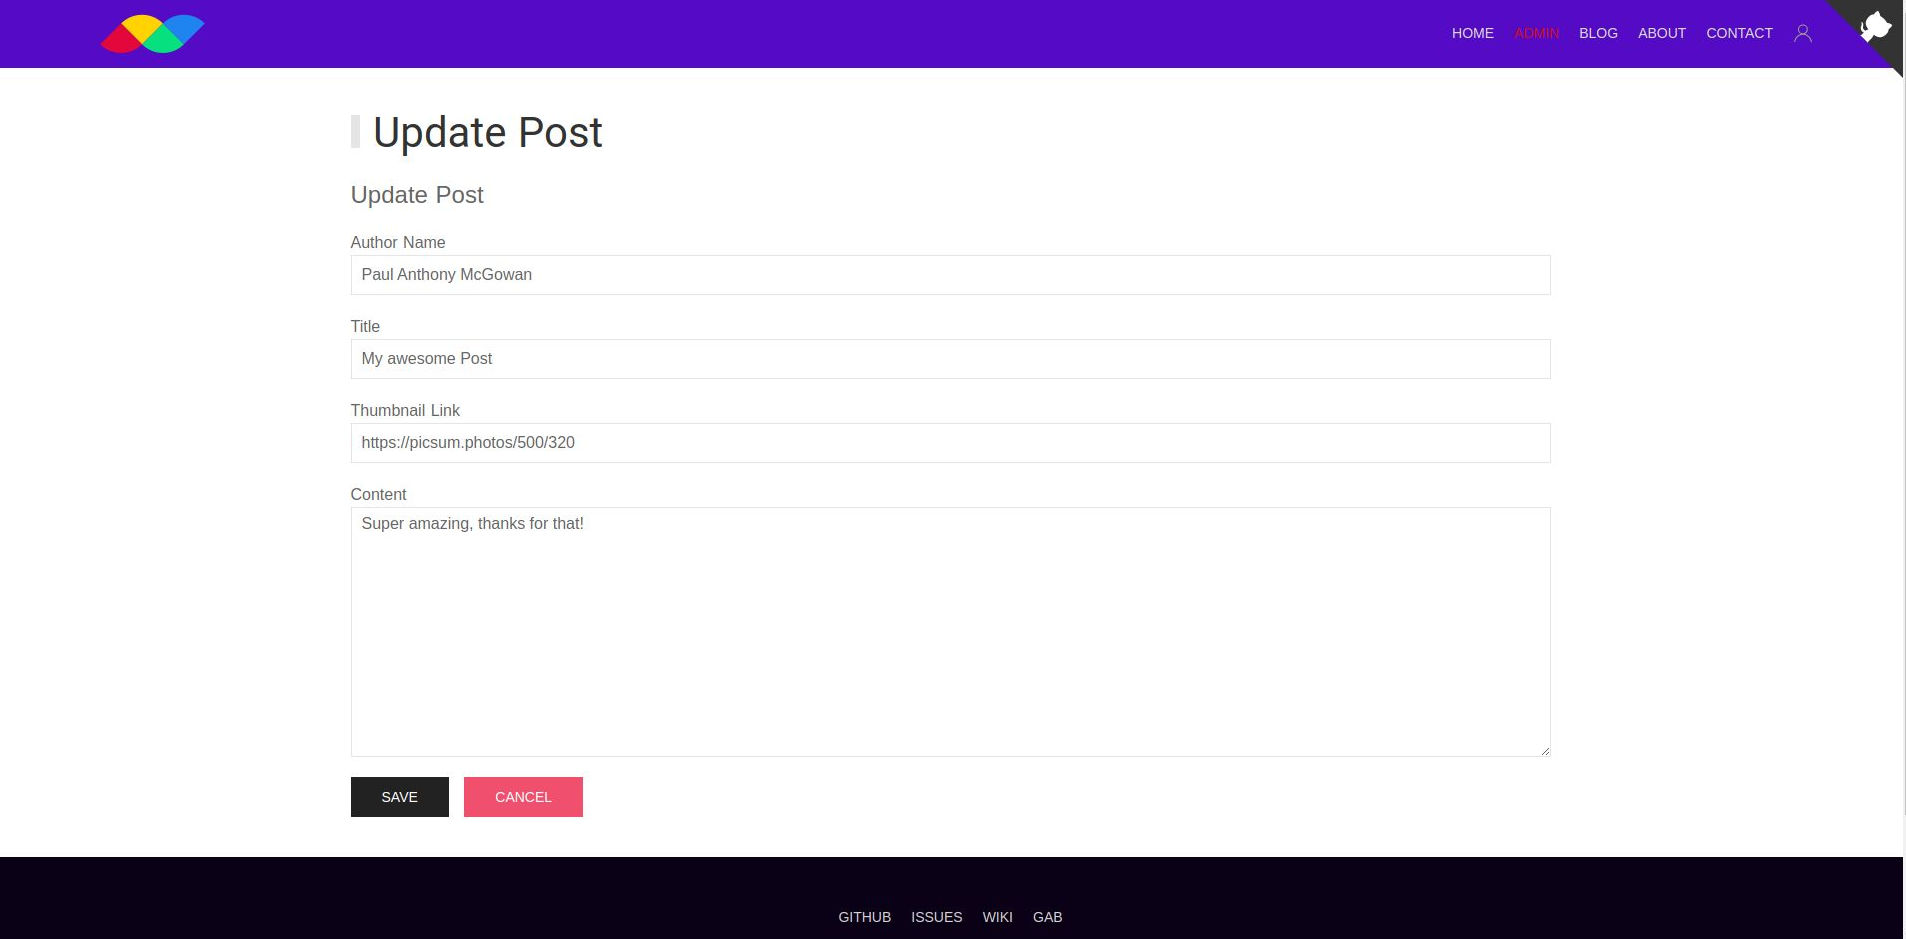 HOME ADMIN BLOG ABOUT CONTACT
Update Post
Update Post
Author Name
Paul Anthony McGowan
Title
My awesome Post
Thumbnail Link
https://picsum.photos/500/320
Content
Super amazing, thanks for that!
SAVE CANCEL
GITHUB ISSUES WIKI GAB